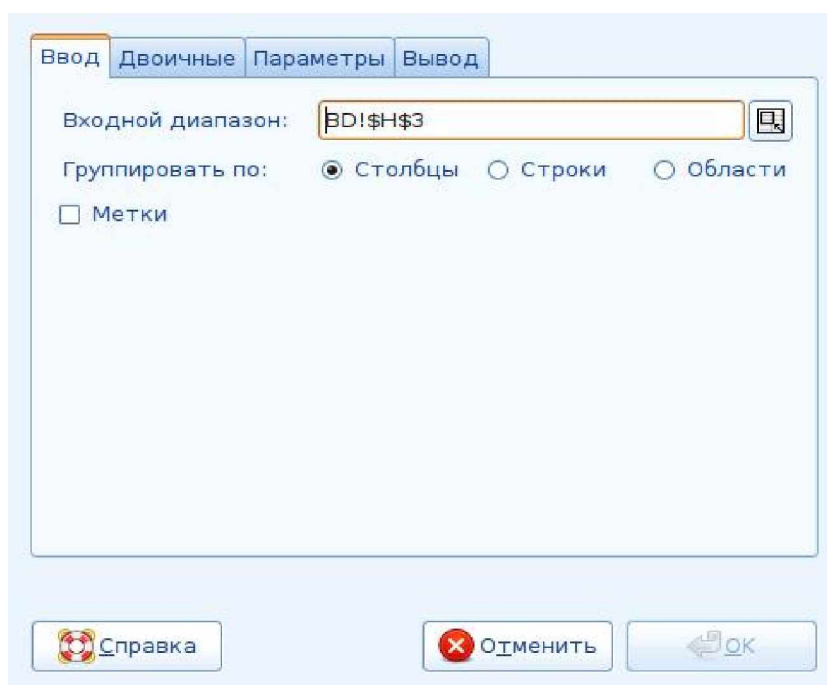 Ввод Двоичные Параметры Вывод
Входной диапазон: BD!$H$3
Группировать по: Столбцы Строки Области
Метки
Справка Отменить ОК